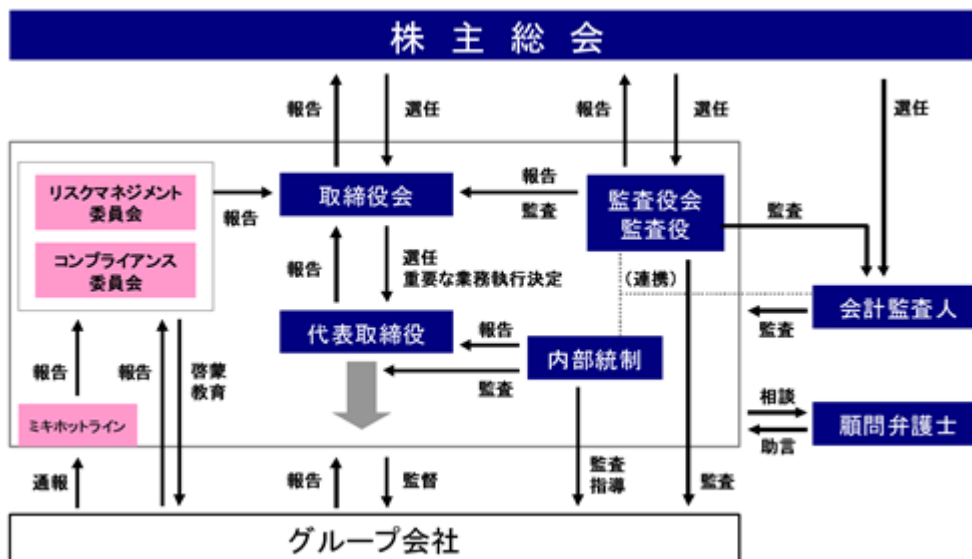 株主総会
報告
選任
報告
選任
選任
リスクマネジメント
委員会
コンプライアンス
委員会
報告
取締役会
報告
監査
監査役会
監査役
監査
報告
選任
重要な業務執行決定
(連携)
会計監査人
監査
代表取締役
報告
監査
内部統制
報告
報告
啓蒙
教育
相談
助言
顧問弁護士
ミキホットライン
通報
報告
監督
監査
指導
監査
グループ会社